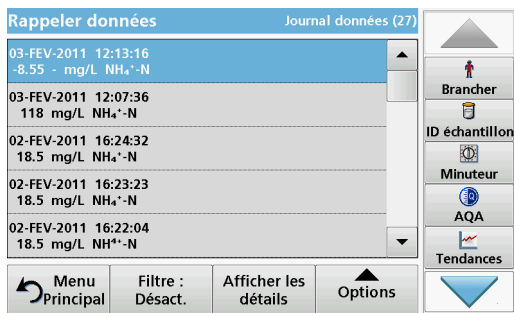 Rappeler données
Journal données (27)
03-FEV-2011 12:13:16
-8.55 - mg/L NH₄⁺-N
03-FEV-2011 12:07:36
118 mg/L NH₄⁺-N
02-FEV-2011 16:24:32
18.5 mg/L NH₄⁺-N
02-FEV-2011 16:23:23
18.5 mg/L NH₄⁺-N
02-FEV-2011 16:22:04
18.5 mg/L NH⁴⁺-N
Brancher
ID échantillon
Minuteur
AQA
Tendances
Menu
Principal
Filtre :
Désact.
Afficher les
détails
Options